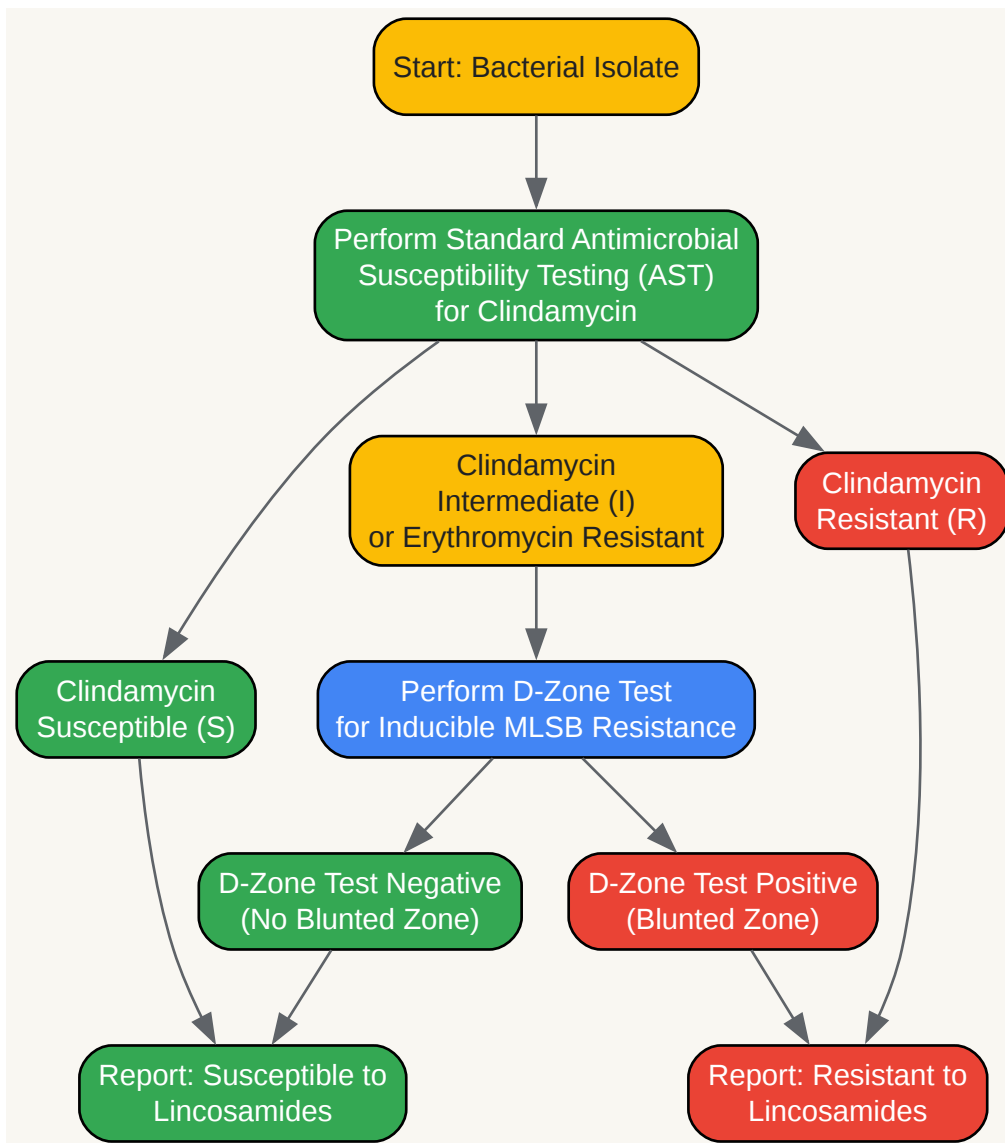 Start: Bacterial Isolate
Perform Standard Antimicrobial
Susceptibility Testing (AST)
for Clindamycin
Clindamycin
Intermediate (I)
or Erythromycin Resistant
Clindamycin
Resistant (R)
Clindamycin
Susceptible (S)
Perform D-Zone Test
for Inducible MLSB Resistance
D-Zone Test Negative
(No Blunted Zone)
D-Zone Test Positive
(Blunted Zone)
Report: Susceptible to
Lincosamides
Report: Resistant to
Lincosamides